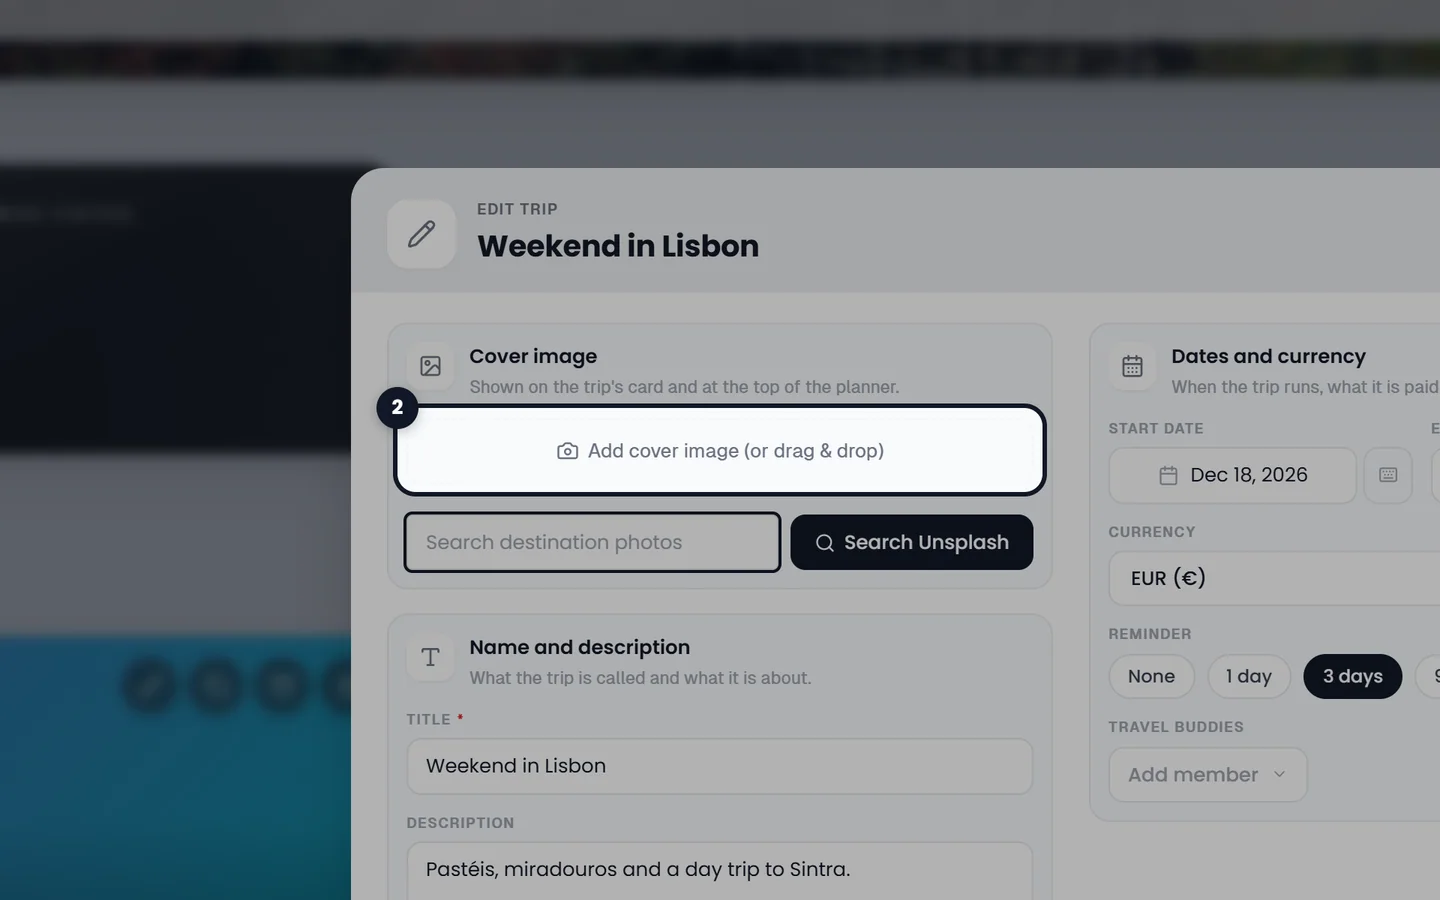 EDIT TRIP
Weekend in Lisbon
Cover image
Shown on the trip's card and at the top of the planner.
2
Add cover image (or drag & drop)
Search destination photos
Search Unsplash
Name and description
What the trip is called and what it is about.
TITLE *
Weekend in Lisbon
DESCRIPTION
Pastéis, miradouros and a day trip to Sintra.
Dates and currency
When the trip runs, what it is paid
START DATE
Dec 18, 2026
CURRENCY
EUR (€)
REMINDER
None
1 day
3 days
TRAVEL BUDDIES
Add member